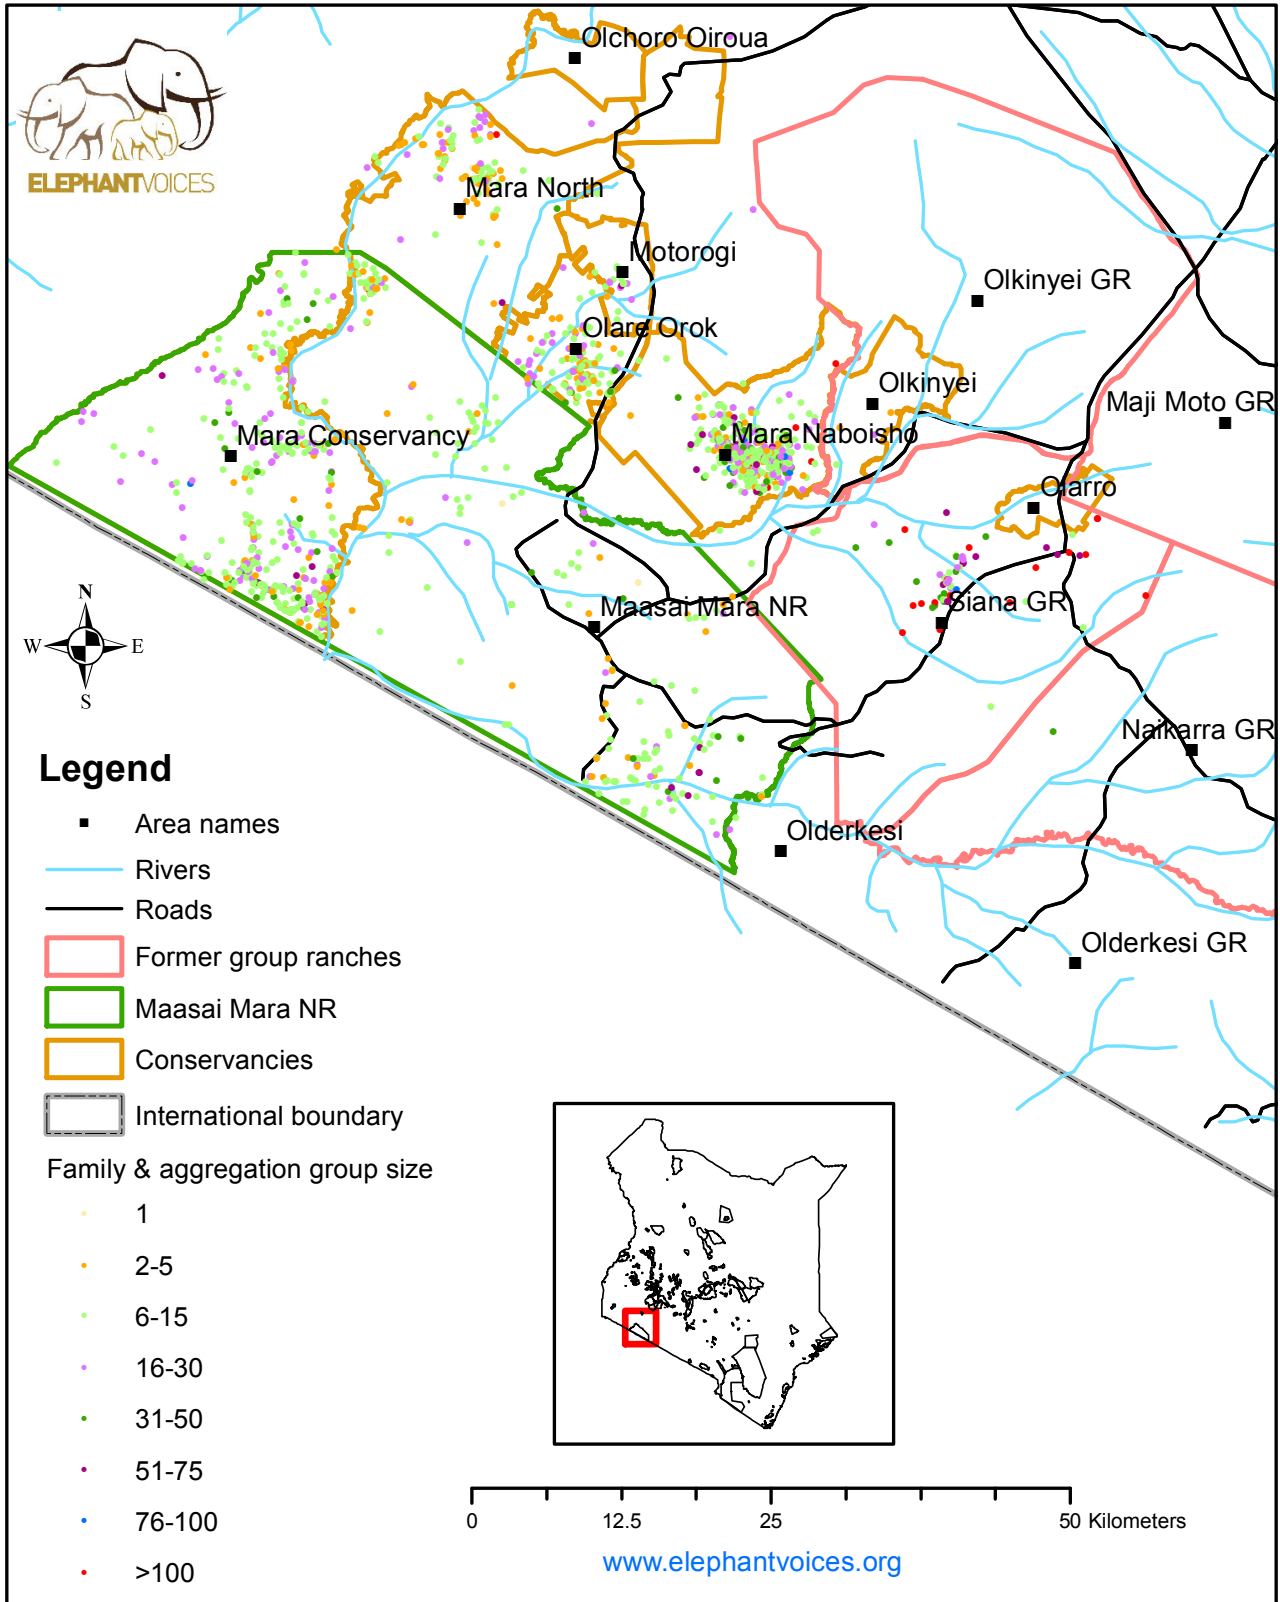 Olchoro Oiroua
ELEPHANTVOICES
Mara North
Motorogi
Olkinyei GR
Olare Orok
Olkinyei
Maji Moto GR
Mara Conservancy
Mara Naboisho
Olarro
N
W E
S
Maasai Mara NR
Siana GR
Naikarra GR
Legend
Area names
Rivers
Roads
Former group ranches
Maasai Mara NR
Conservancies
International boundary
Olderkesi
Olderkesi GR
Family & aggregation group size
1
2-5
6-15
16-30
31-50
51-75
76-100
>100
0 12.5 25 50 Kilometers
www.elephantvoices.org